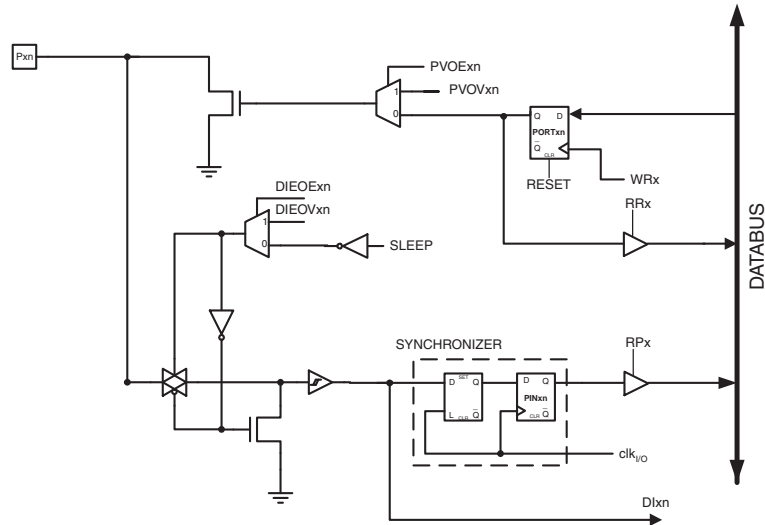 Pxn
PVOExn
PVOVxn
1
0
Q D
PORTxn
Q
CLR
RESET
WRx
RRx
DATABUS
DIEOExn
DIEOVxn
1
0
SLEEP
SYNCHRONIZER
RPx
D SET Q
L CLR Q
D Q
PINxn
CLR Q
clkI/O
DIxn